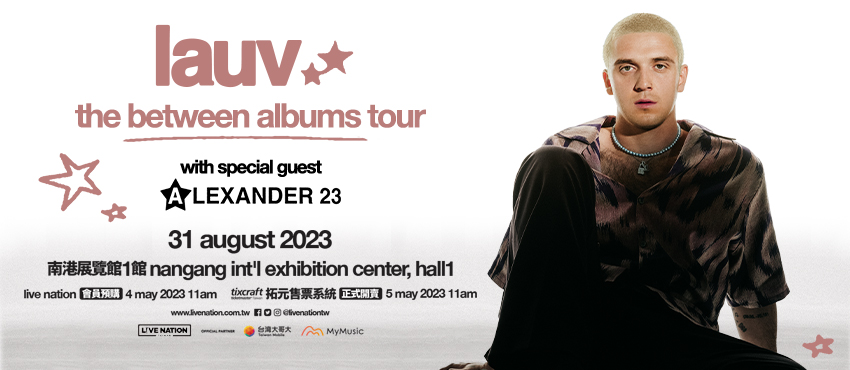 lauv
the between albums tour
with special guest
ALEXANDER 23
31 august 2023
南港展覽館1館 nangang int'l exhibition center, hall1
live nation 會員預購 4 may 2023 11am tixcraft 拓元售票系統 正式開賣 5 may 2023 11am
www.livenation.com.tw @livenationtw
LIVE NATION OFFICIAL PARTNER 台灣大哥大 Taiwan Mobile MyMusic